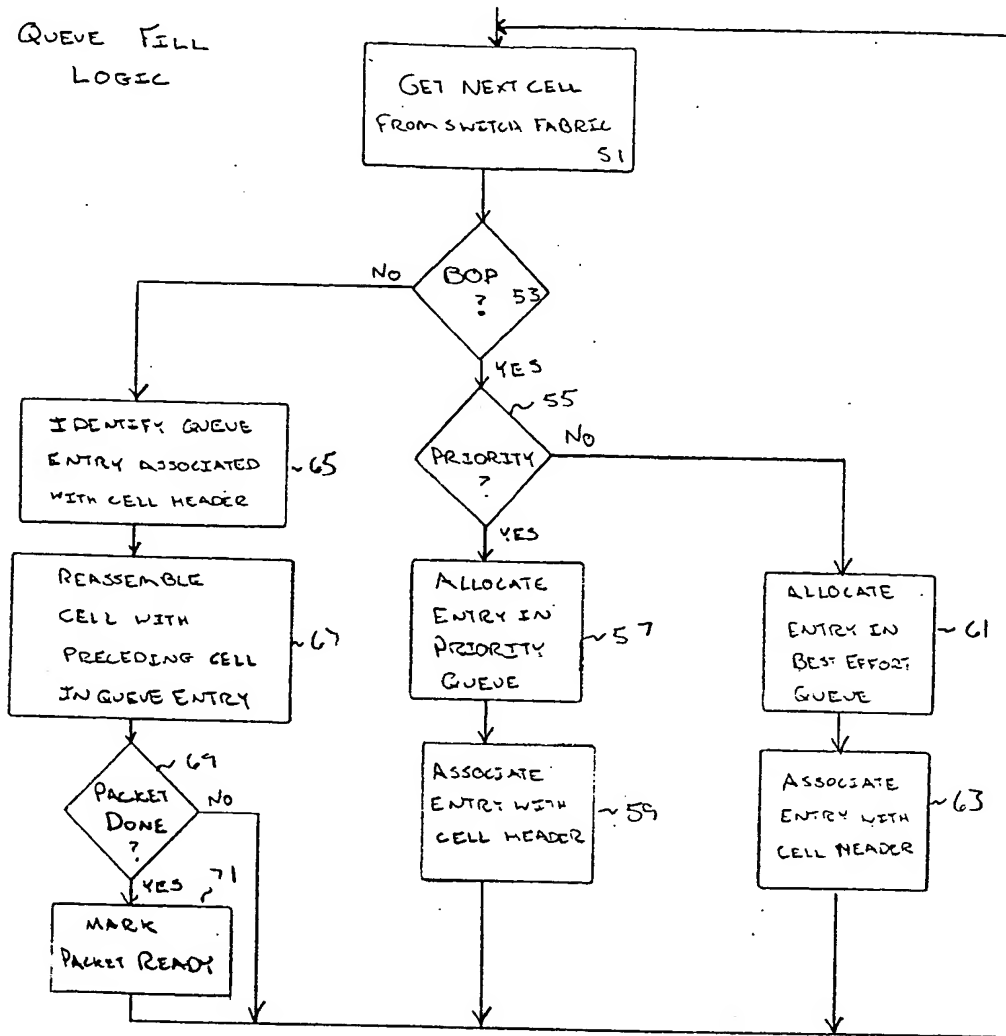 QUEUE FILL
LOGIC
GET NEXT CELL
FROM SWITCH FABRIC
51
BOP
?
53
NO
YES
55
PRIORITY
?
NO
YES
IDENTIFY QUEUE
ENTRY ASSOCIATED
WITH CELL HEADER
~65
REASSEMBLE
CELL WITH
PRECEDING CELL
IN QUEUE ENTRY
~67
ALLOCATE
ENTRY IN
PRIORITY
QUEUE
~57
ALLOCATE
ENTRY IN
BEST EFFORT
QUEUE
~61
69
PACKET
DONE
?
NO
YES
71
MARK
PACKET READY
ASSOCIATE
ENTRY WITH
CELL HEADER
~59
ASSOCIATE
ENTRY WITH
CELL HEADER
~63